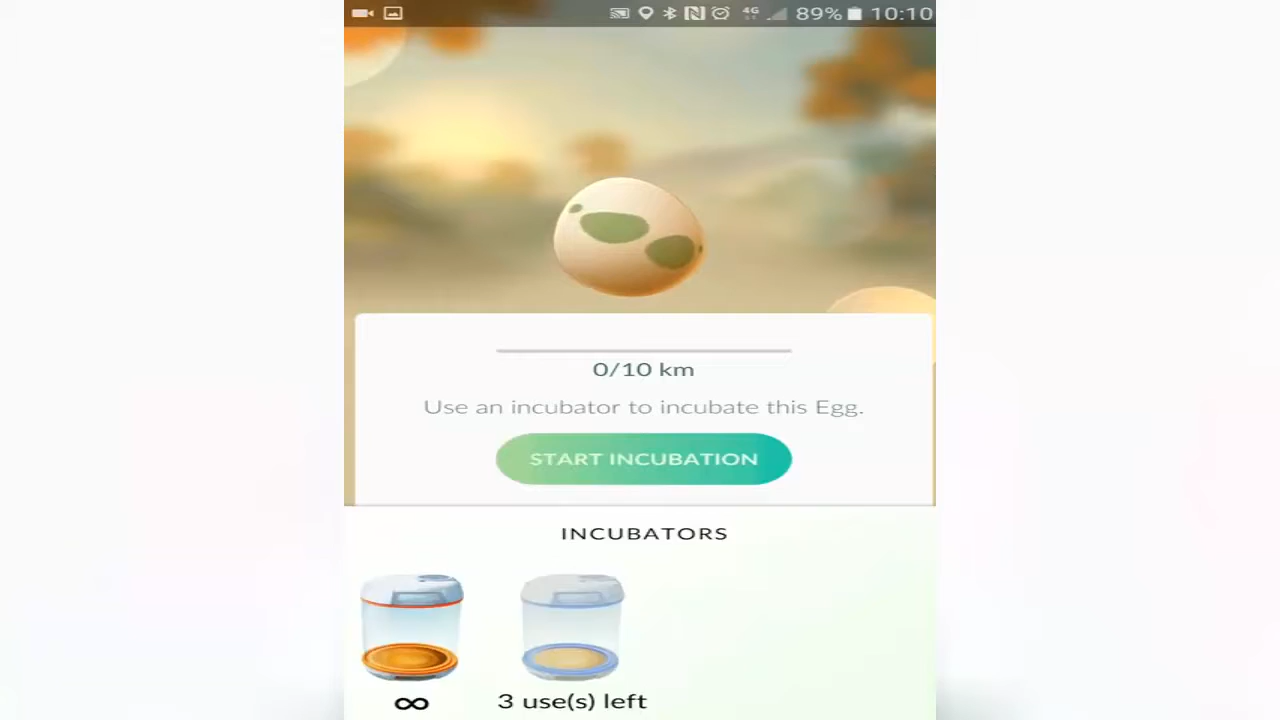 4G 89% 10:10
0/10 km
Use an incubator to incubate this Egg.
START INCUBATION
INCUBATORS
∞ 3 use(s) left